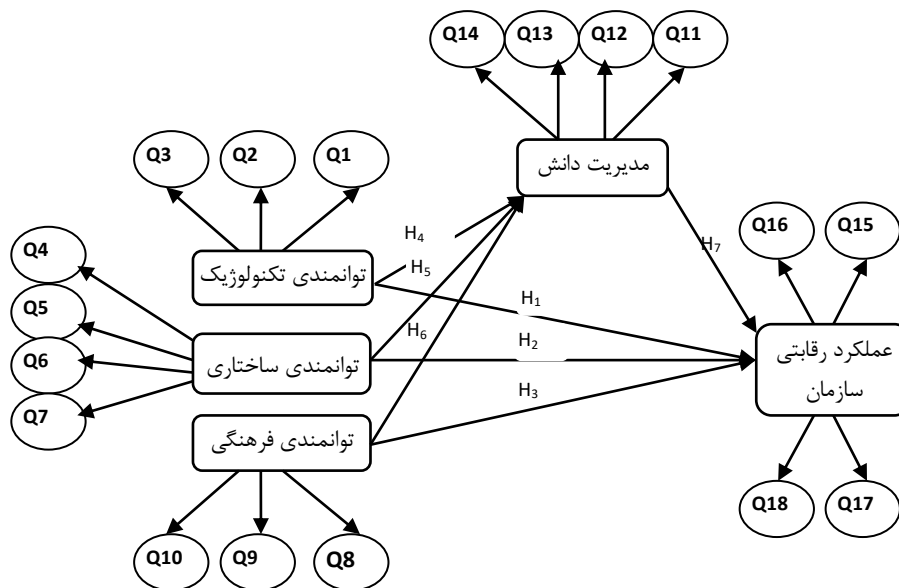 Q14
Q13
Q12
Q11
مدیریت دانش
Q3
Q2
Q1
Q4
توانمندی تکنولوژیک
H4
H5
H7
Q16
Q15
Q5
H1
Q6
توانمندی ساختاری
H6
H2
عملکرد رقابتی
سازمان
Q7
H3
توانمندی فرهنگی
Q10
Q9
Q8
Q18
Q17